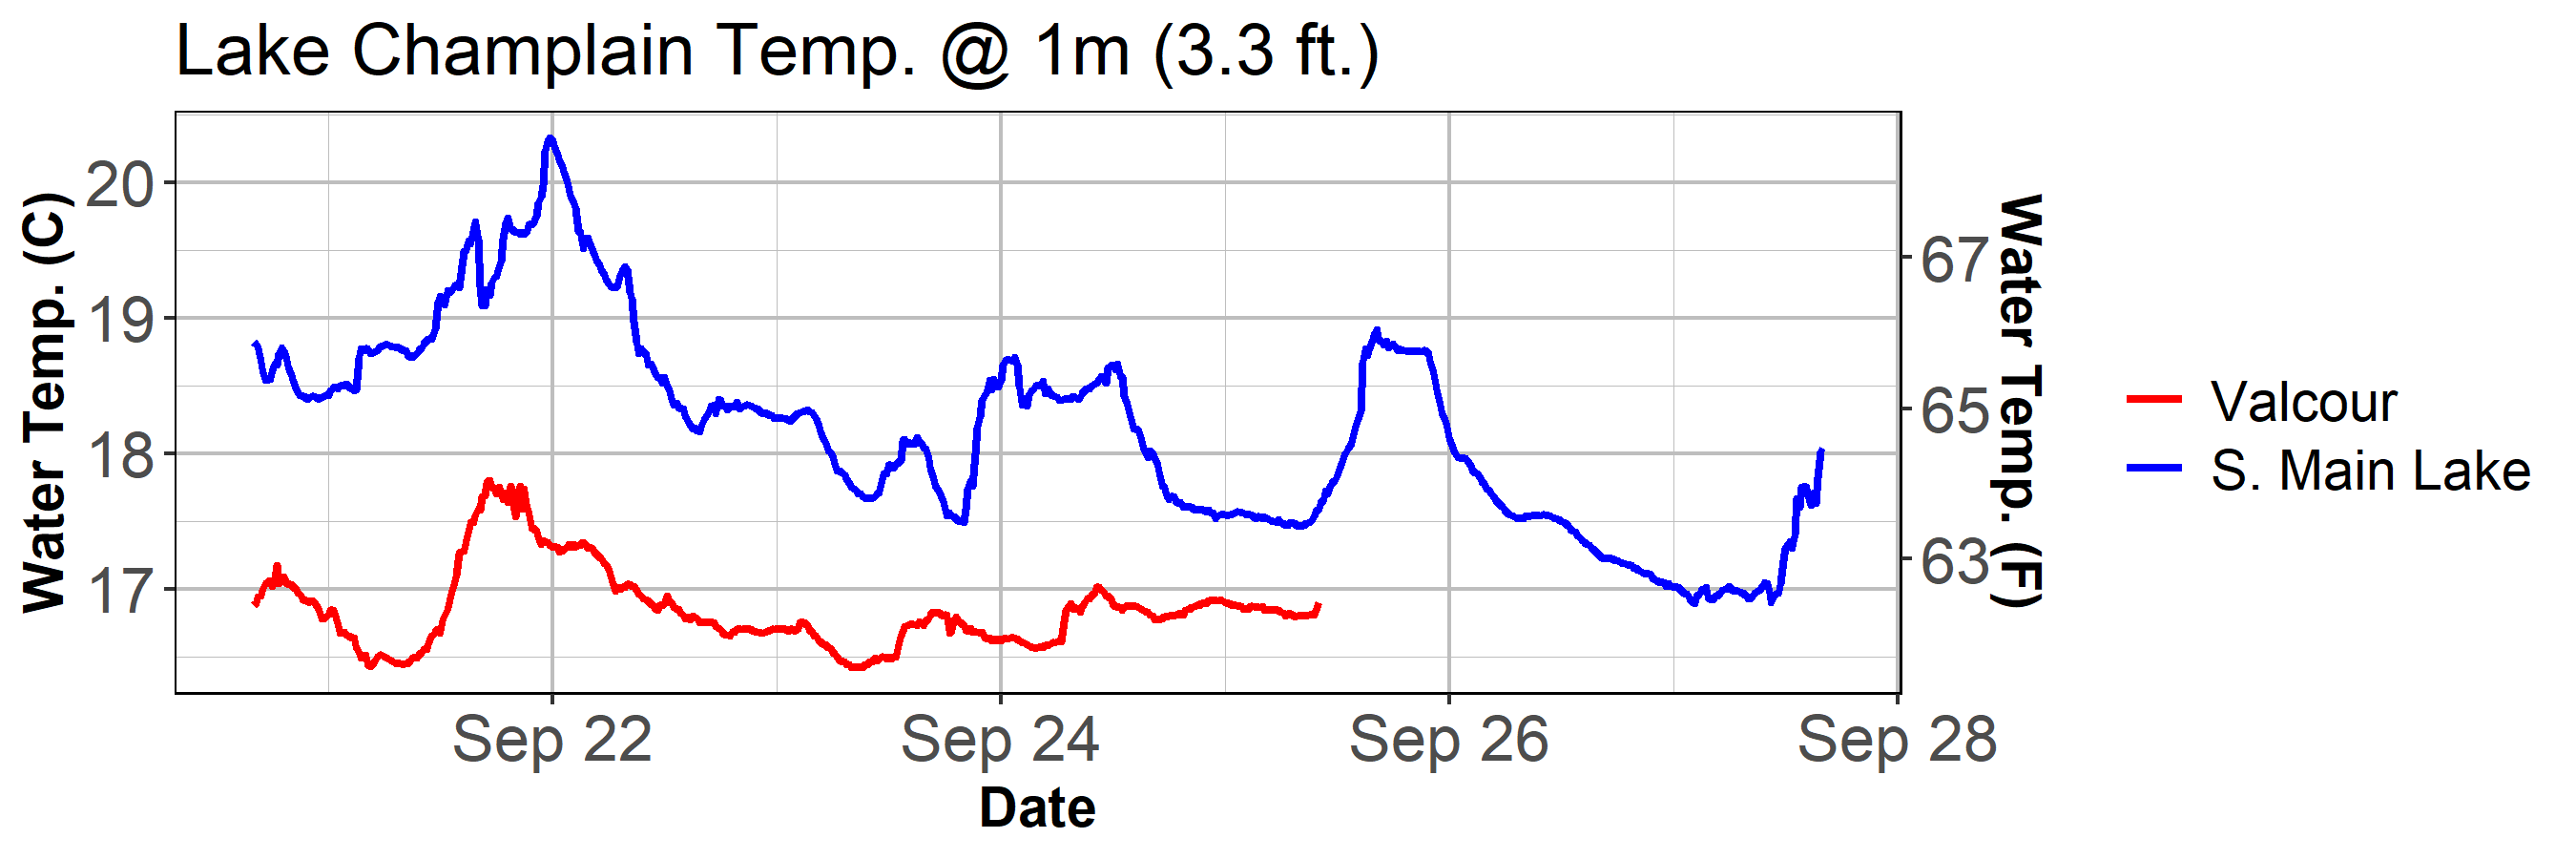 Lake Champlain Temp. @ 1m (3.3 ft.)
Water Temp. (C)
20
19
18
17
67
65
63
Water Temp. (F)
Sep 22
Sep 24
Sep 26
Sep 28
Date
Valcour
S. Main Lake